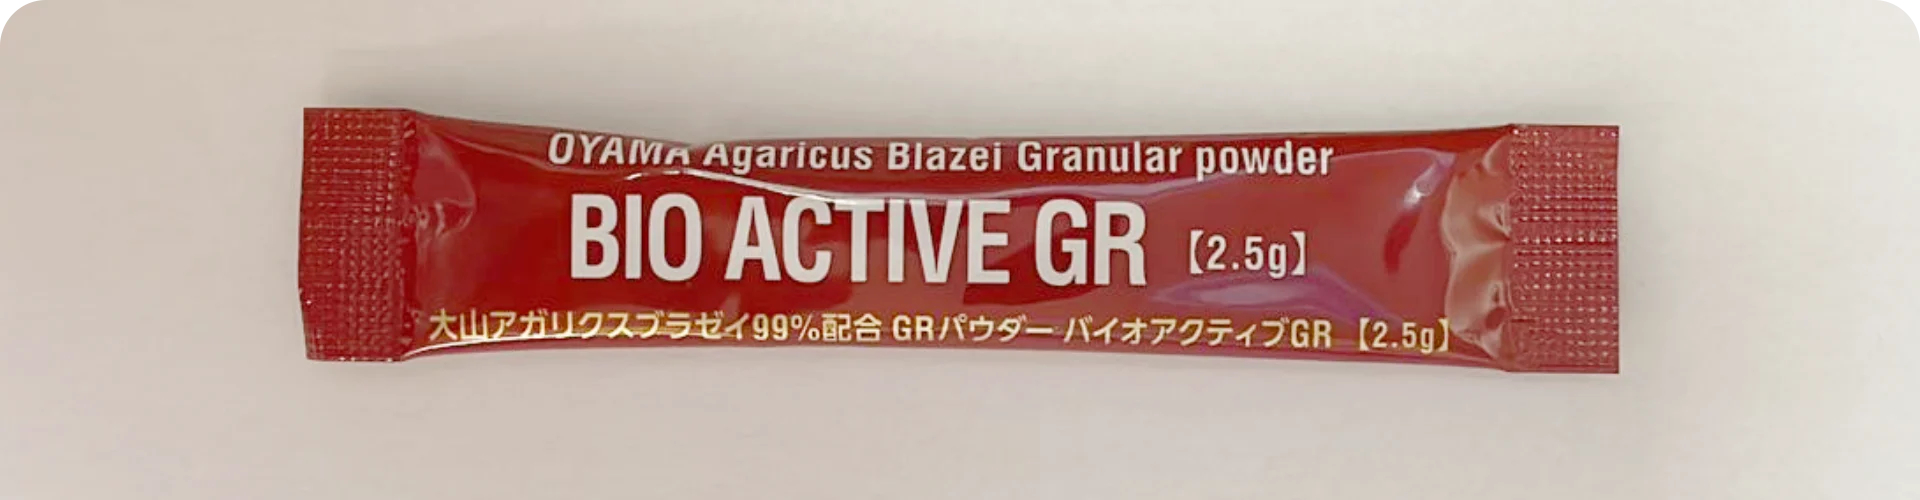 OYAMA Agaricus Blazei Granular powder
BIO ACTIVE GR 【2.5g】
大山アガリクスブラゼイ99%配合 GRパウダー バイオアクティブGR 【2.5g】